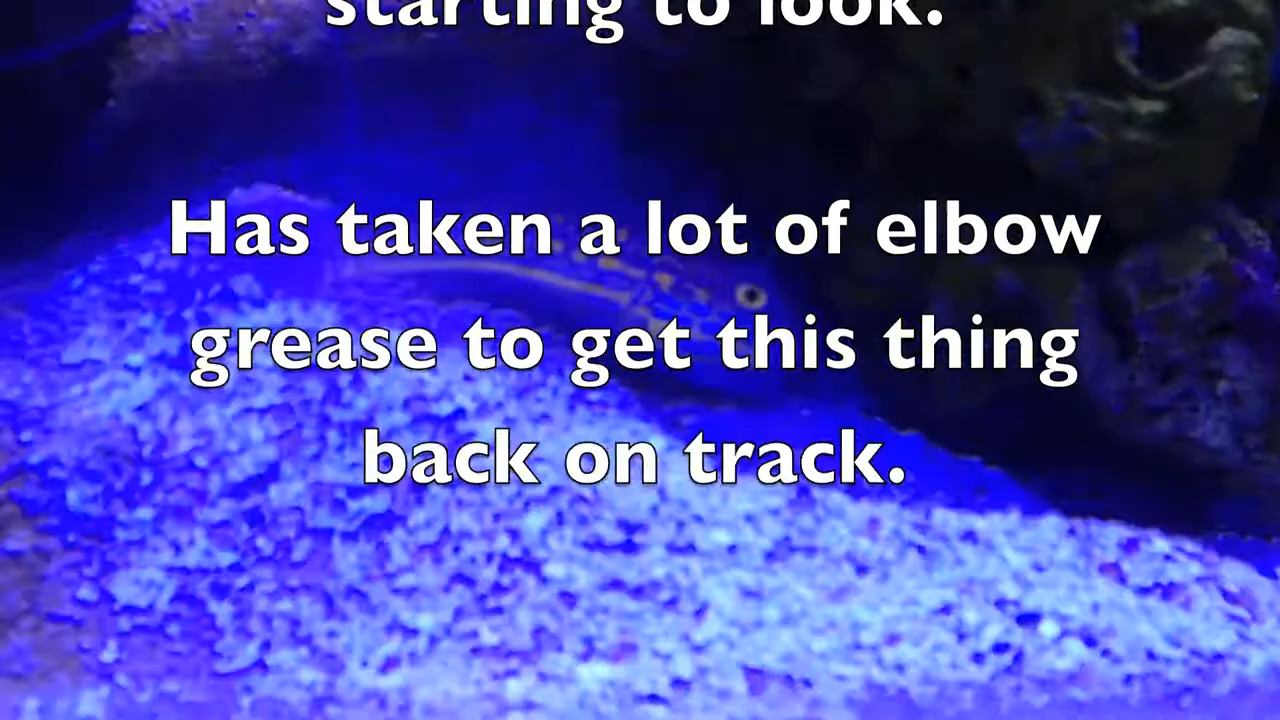 starting to look.
Has taken a lot of elbow
grease to get this thing
back on track.